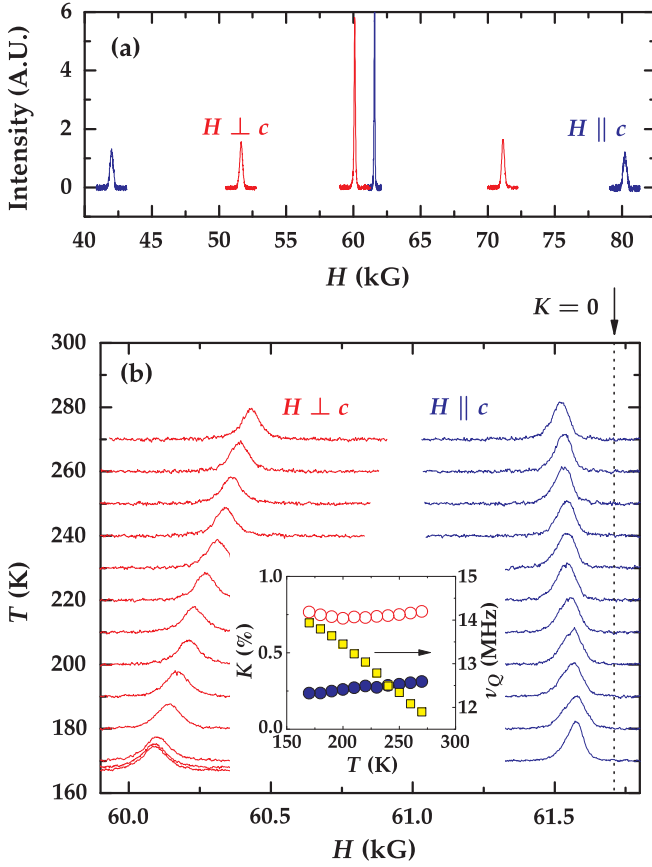 6
4
2
0
Intensity (A.U.)
(a)
H ⊥ c
H ∥ c
40 45 50 55 60 65 70 75 80
H (kG)
K = 0
300
280
260
240
220
200
180
160
T (K)
(b)
H ⊥ c
H ∥ c
1.0
0.5
0.0
K (%)
15
14
13
12
ν_Q (MHz)
150 200 250 300
T (K)
60.0 60.5 61.0 61.5
H (kG)